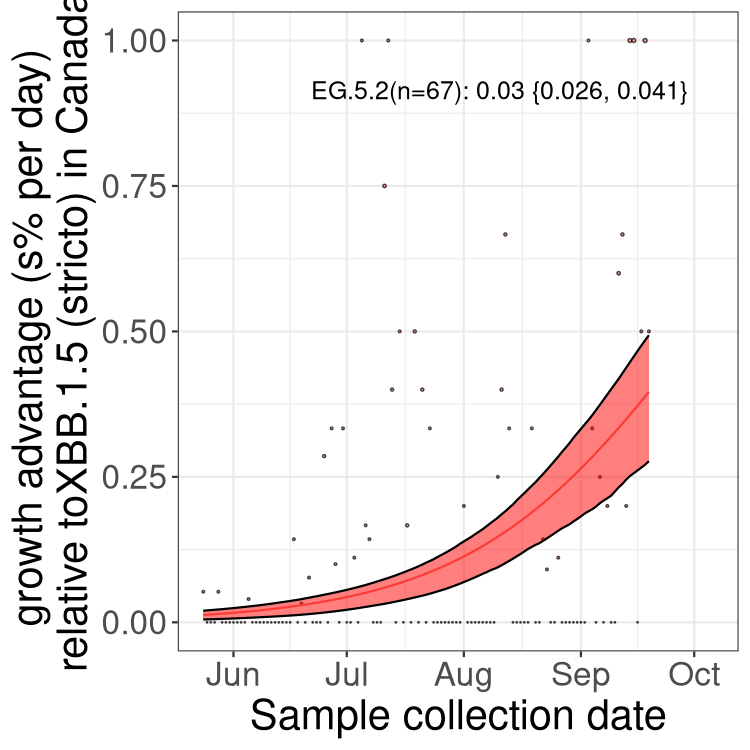 growth advantage (s% per day)
relative toXBB.1.5 (stricto) in Canada
1.00
0.75
0.50
0.25
0.00
EG.5.2(n=67): 0.03 {0.026, 0.041}
Jun Jul Aug Sep Oct
Sample collection date